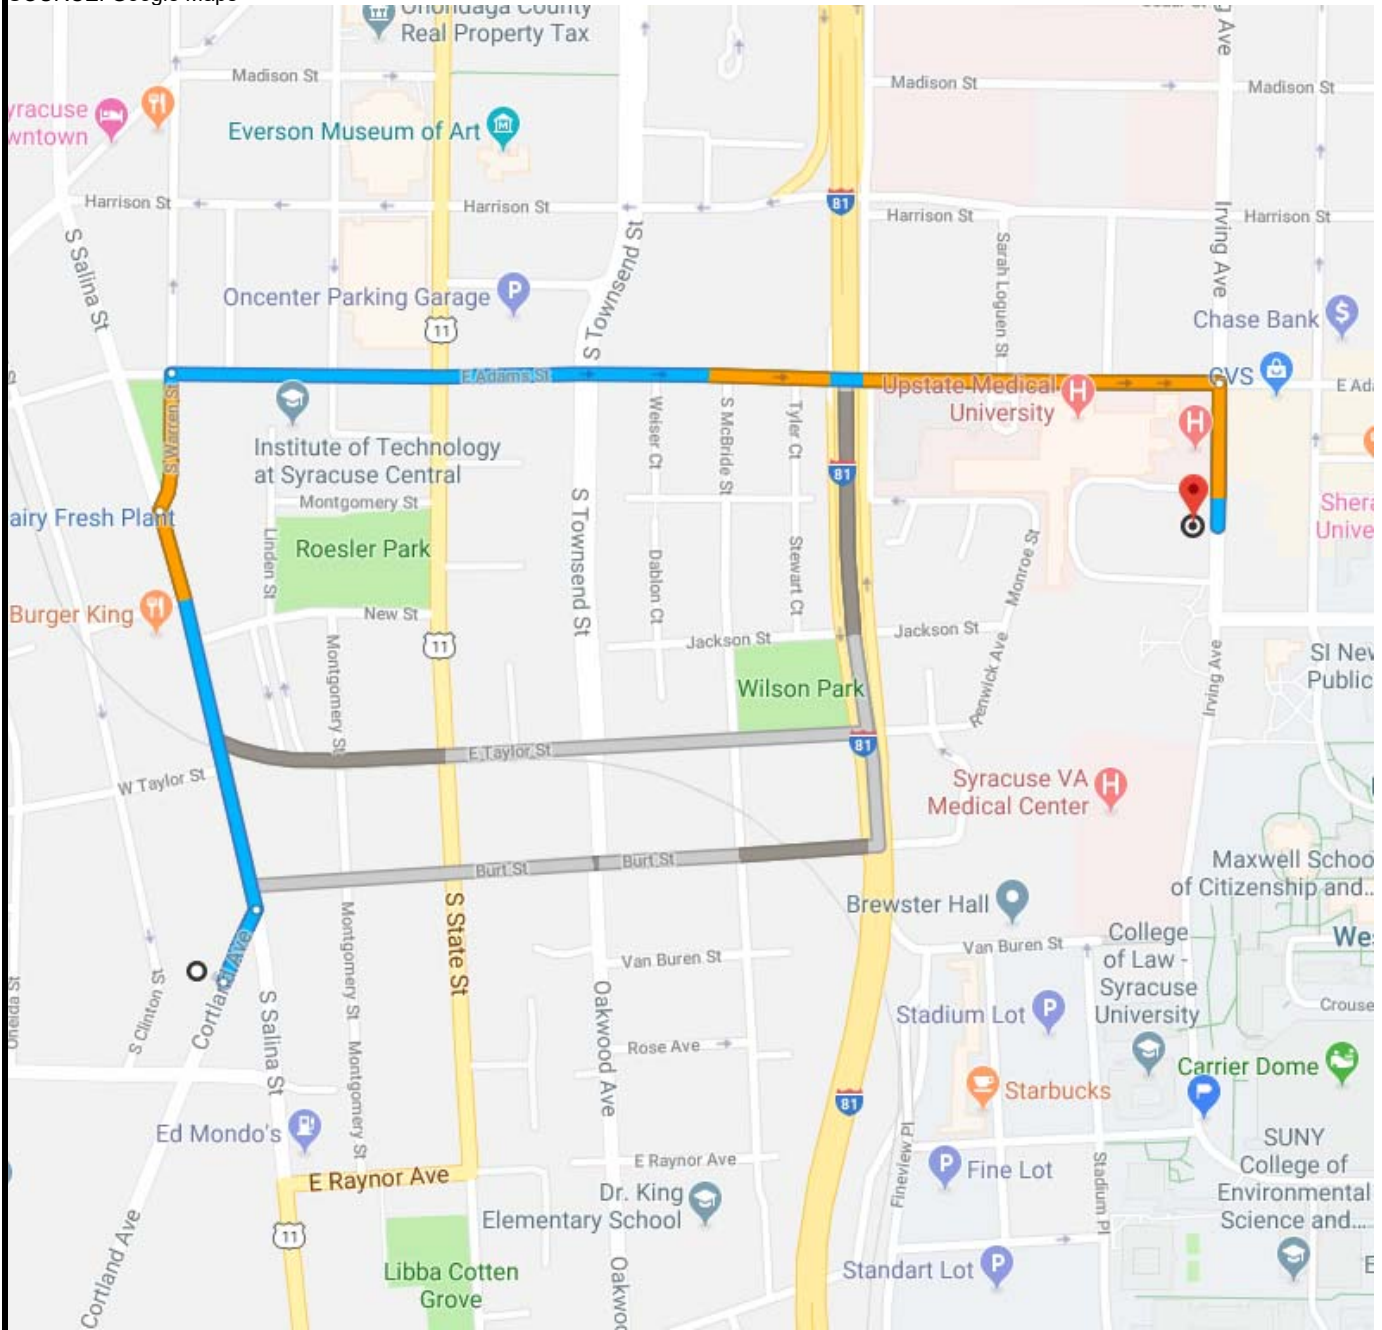 Onondaga County
Real Property Tax
Madison St
Madison St
Madison St
Everson Museum of Art
Harrison St
Harrison St
Harrison St
Harrison St
81
Irving Ave
S Salina St
Sarah Loguen St
S Townsend St
Oncenter Parking Garage
P
11
Chase Bank
$
E Adams St
Upstate Medical
University
H
CVS
E Ada
S Warren St
Weiser Ct
S McBride St
Tyler Ct
H
Institute of Technology
at Syracuse Central
81
Montgomery St
airy Fresh Plant
Roesler Park
Linden St
S Townsend St
Dablon Ct
Stewart Ct
Monroe St
Burger King
New St
11
Jackson St
Jackson St
Montgomery St
Wilson Park
Renwick Ave
Irving Ave
E Taylor St
81
W Taylor St
Syracuse VA
Medical Center
H
Burt St
Burt St
Maxwell Schoo
of Citizenship and...
Brewster Hall
S State St
Montgomery St
Van Buren St
Van Buren St
College
of Law -
Syracuse
University
Cortland Ave
S Clinton St
S Salina St
Oneida St
Oakwood Ave
Stadium Lot
P
Crouse
Rose Ave
Montgomery St
Carrier Dome
Starbucks
81
Ed Mondo's
E Raynor Ave
E Raynor Ave
Fineview Pl
P
Fine Lot
Stadium Pl
SUNY
College of
Environmental
Science and...
Dr. King
Elementary School
11
Cortland Ave
Libba Cotten
Grove
Standart Lot
P